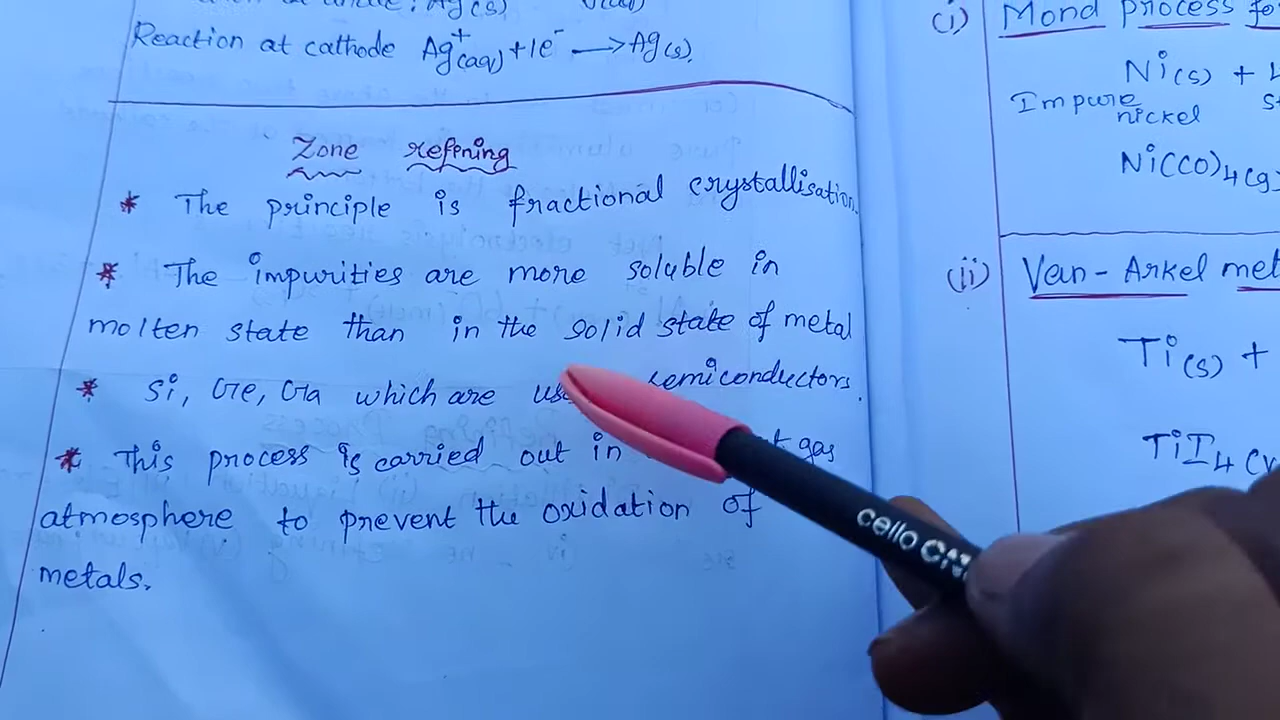 Ag(s)
Reaction at cathode Ag+(aq)+1e- → Ag(s).
Zone refining
* The principle is fractional crystallisation.
* The impurities are more soluble in
molten state than in the solid state of metal
* Si, Ge, Ga which are semiconductors.
* This process is carried out in gas
atmosphere to prevent the oxidation of
metals.
(i) Mond process
Ni(s) +
Impure
nickel
Ni(CO)4(g)
(ii) Van-Arkel
Ti(s) +
TiI4
cello